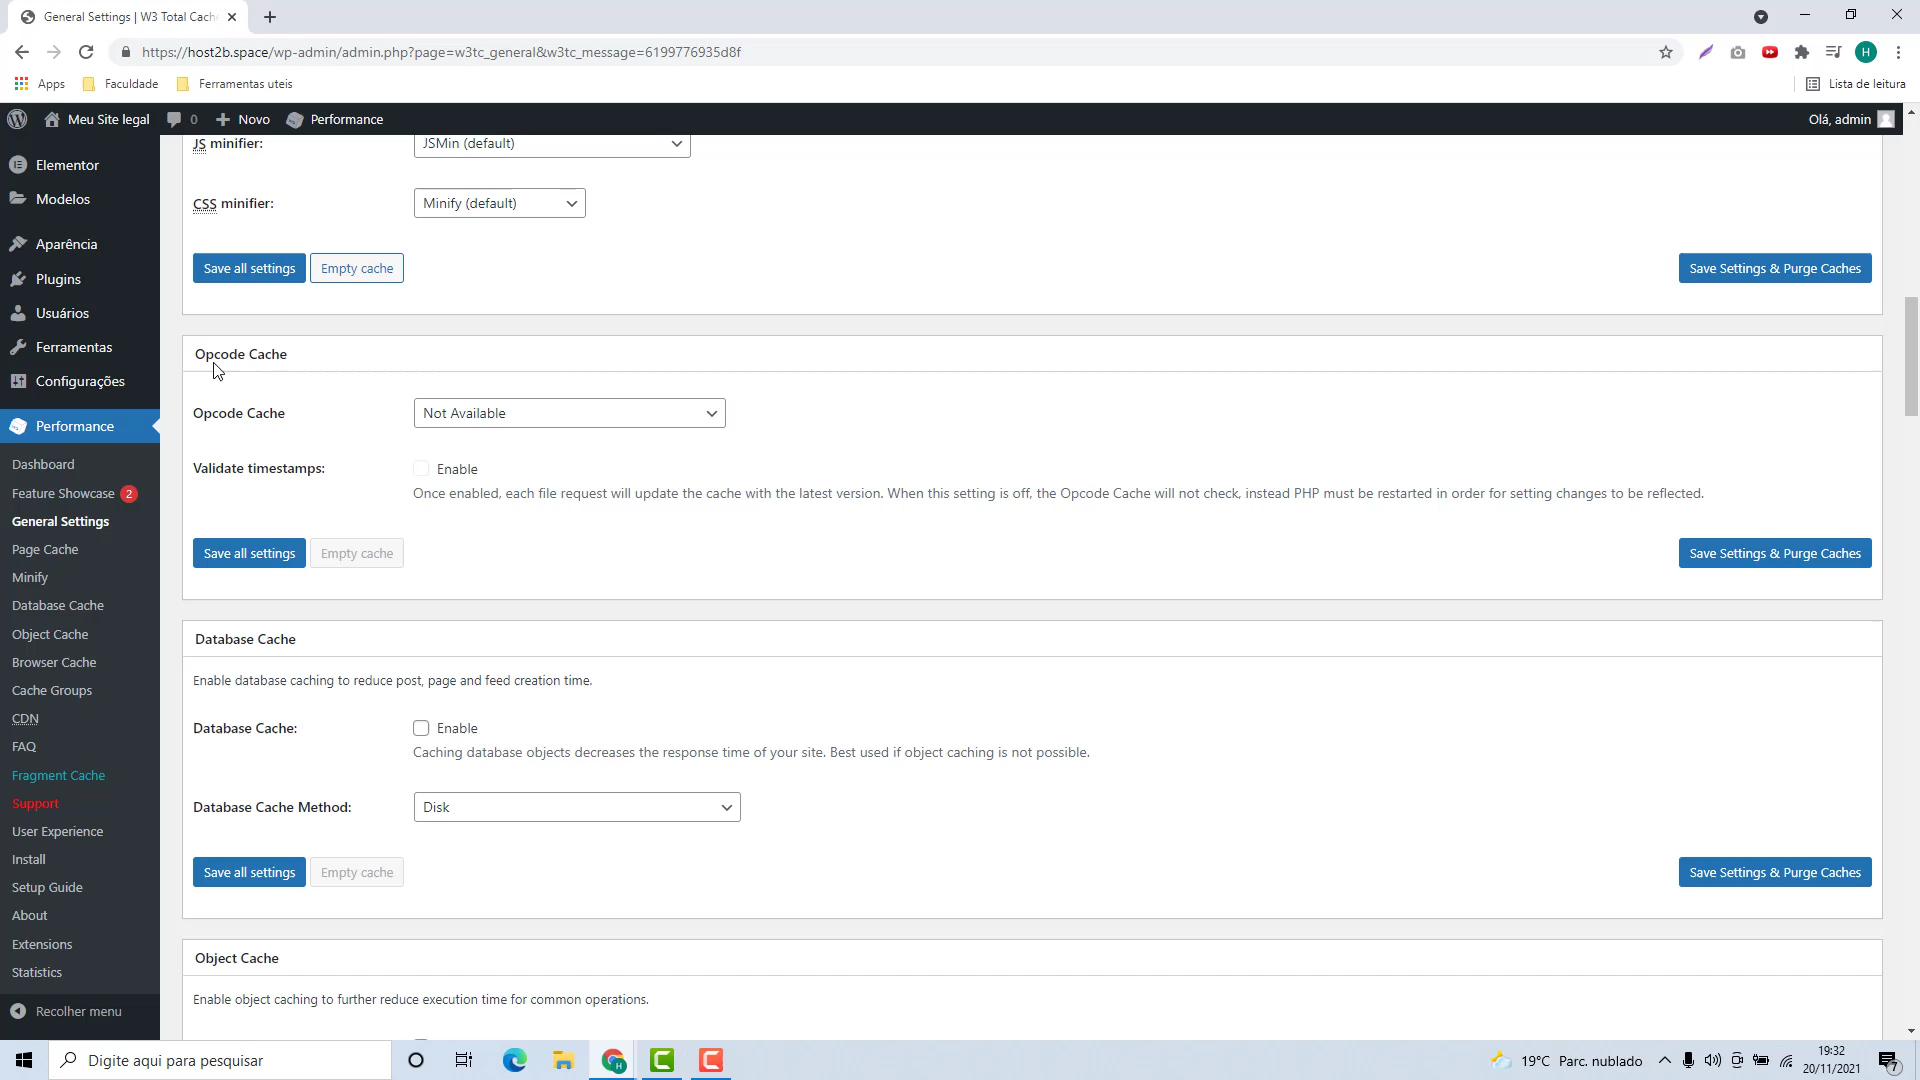 General Settings | W3 Total Cach
https://host2b.space/wp-admin/admin.php?page=w3tc_general&w3tc_message=6199776935d8f
H
Apps
Faculdade
Ferramentas uteis
Lista de leitura
Meu Site legal
0
Novo
Performance
Olá, admin
Elementor
Modelos
Aparência
Plugins
Usuários
Ferramentas
Configurações
Performance
Dashboard
Feature Showcase 2
General Settings
Page Cache
Minify
Database Cache
Object Cache
Browser Cache
Cache Groups
CDN
FAQ
Fragment Cache
Support
User Experience
Install
Setup Guide
About
Extensions
Statistics
Recolher menu
JS minifier:
JSMin (default)
CSS minifier:
Minify (default)
Save all settings
Empty cache
Save Settings & Purge Caches
Opcode Cache
Opcode Cache
Not Available
Validate timestamps:
Enable
Once enabled, each file request will update the cache with the latest version. When this setting is off, the Opcode Cache will not check, instead PHP must be restarted in order for setting changes to be reflected.
Save all settings
Empty cache
Save Settings & Purge Caches
Database Cache
Enable database caching to reduce post, page and feed creation time.
Database Cache:
Enable
Caching database objects decreases the response time of your site. Best used if object caching is not possible.
Database Cache Method:
Disk
Save all settings
Empty cache
Save Settings & Purge Caches
Object Cache
Enable object caching to further reduce execution time for common operations.
Digite aqui para pesquisar
19°C Parc. nublado
19:32
20/11/2021
7